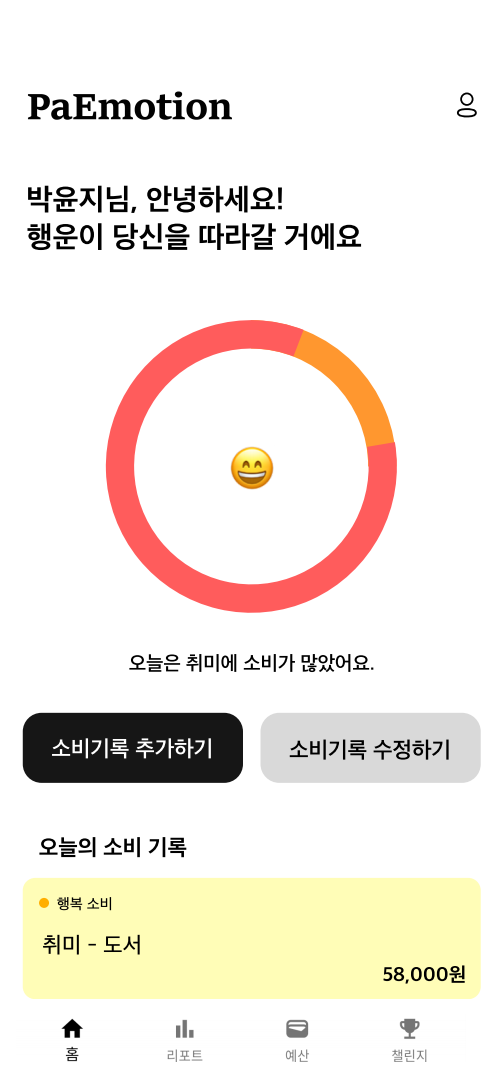 PaEmotion
박윤지님, 안녕하세요!
행운이 당신을 따라갈 거에요
오늘은 취미에 소비가 많았어요.
소비기록 추가하기
소비기록 수정하기
오늘의 소비 기록
행복 소비
취미 - 도서
58,000원
홈
리포트
예산
챌린지